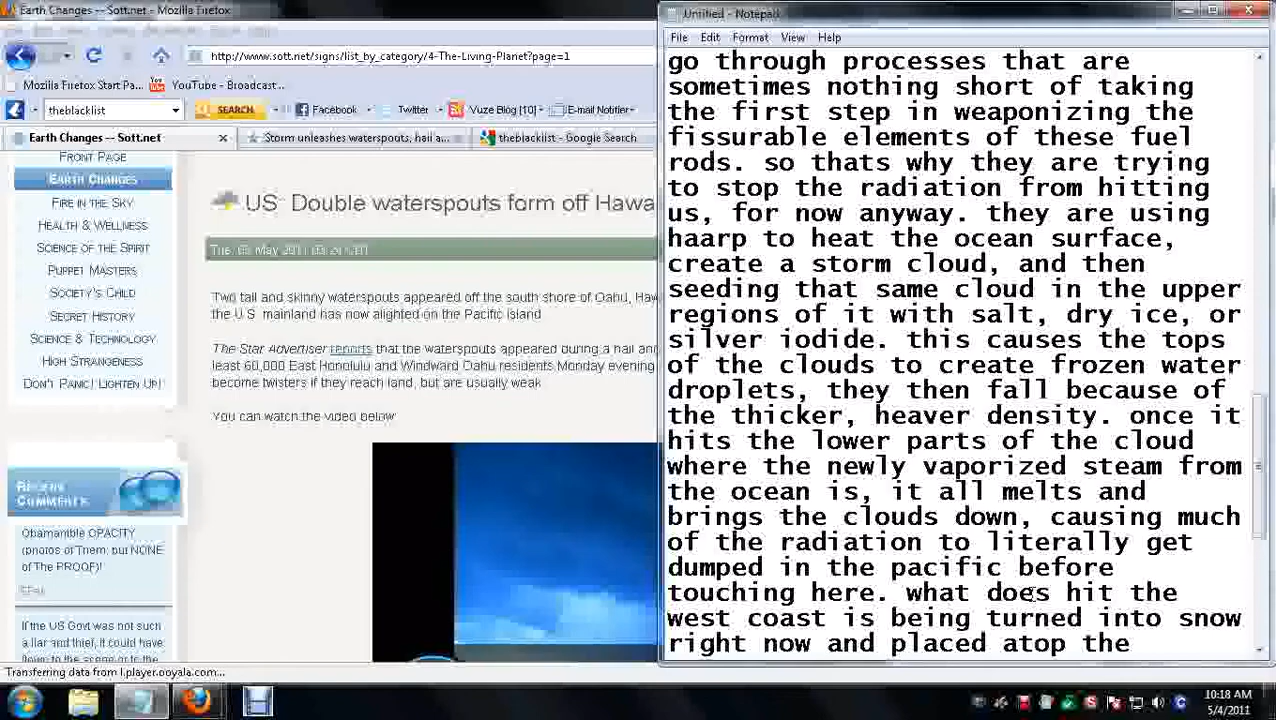 Earth Changes -- Sott.net - Mozilla Firefox
http://www.sott.net/signs/list_by_category/4-The-Living-Planet?page=1
Mozilla Firefox Start Pa...
YouTube - Broadcast...
theblacklist
SEARCH
Facebook
Twitter
Vuze Blog [10]
E-mail Notifier
Earth Changes -- Sott.net
Storm unleashes waterspouts, hail a...
theblacklist - Google Search
FRONT PAGE
EARTH CHANGES
FIRE IN THE SKY
HEALTH & WELLNESS
SCIENCE OF THE SPIRIT
PUPPET MASTERS
SOCIETY'S CHILD
SECRET HISTORY
SCIENCE & TECHNOLOGY
HIGH STRANGENESS
DON'T PANIC! LIGHTEN UP!
RECENT
COMMENTS
Obamantible OPACITY
(photos of Them; but NONE
of The PROOF)!
If the US God was not such
a liar and thief, it could have
US Double waterspouts form off Hawa
Tue, 03 May 2011
Two tall and skinny waterspouts appeared off the south shore of Oahu, Haw
the U.S. mainland has now alighted on the Pacific Island
The Star Advertiser reports that the waterspouts appeared during a hail and
least 60,000 East Honolulu and Windward Oahu residents Monday evening
become twisters if they reach land, but are usually weak
You can watch the video below
Transferring data from l.player.ooyala.com...
Untitled - Notepad
File Edit Format View Help
go through processes that are
sometimes nothing short of taking
the first step in weaponizing the
fissurable elements of these fuel
rods. so thats why they are trying
to stop the radiation from hitting
us, for now anyway. they are using
haarp to heat the ocean surface,
create a storm cloud, and then
seeding that same cloud in the upper
regions of it with salt, dry ice, or
silver iodide. this causes the tops
of the clouds to create frozen water
droplets, they then fall because of
the thicker, heaver density. once it
hits the lower parts of the cloud
where the newly vaporized steam from
the ocean is, it all melts and
brings the clouds down, causing much
of the radiation to literally get
dumped in the pacific before
touching here. what does hit the
west coast is being turned into snow
right now and placed atop the
10:18 AM
5/4/2011